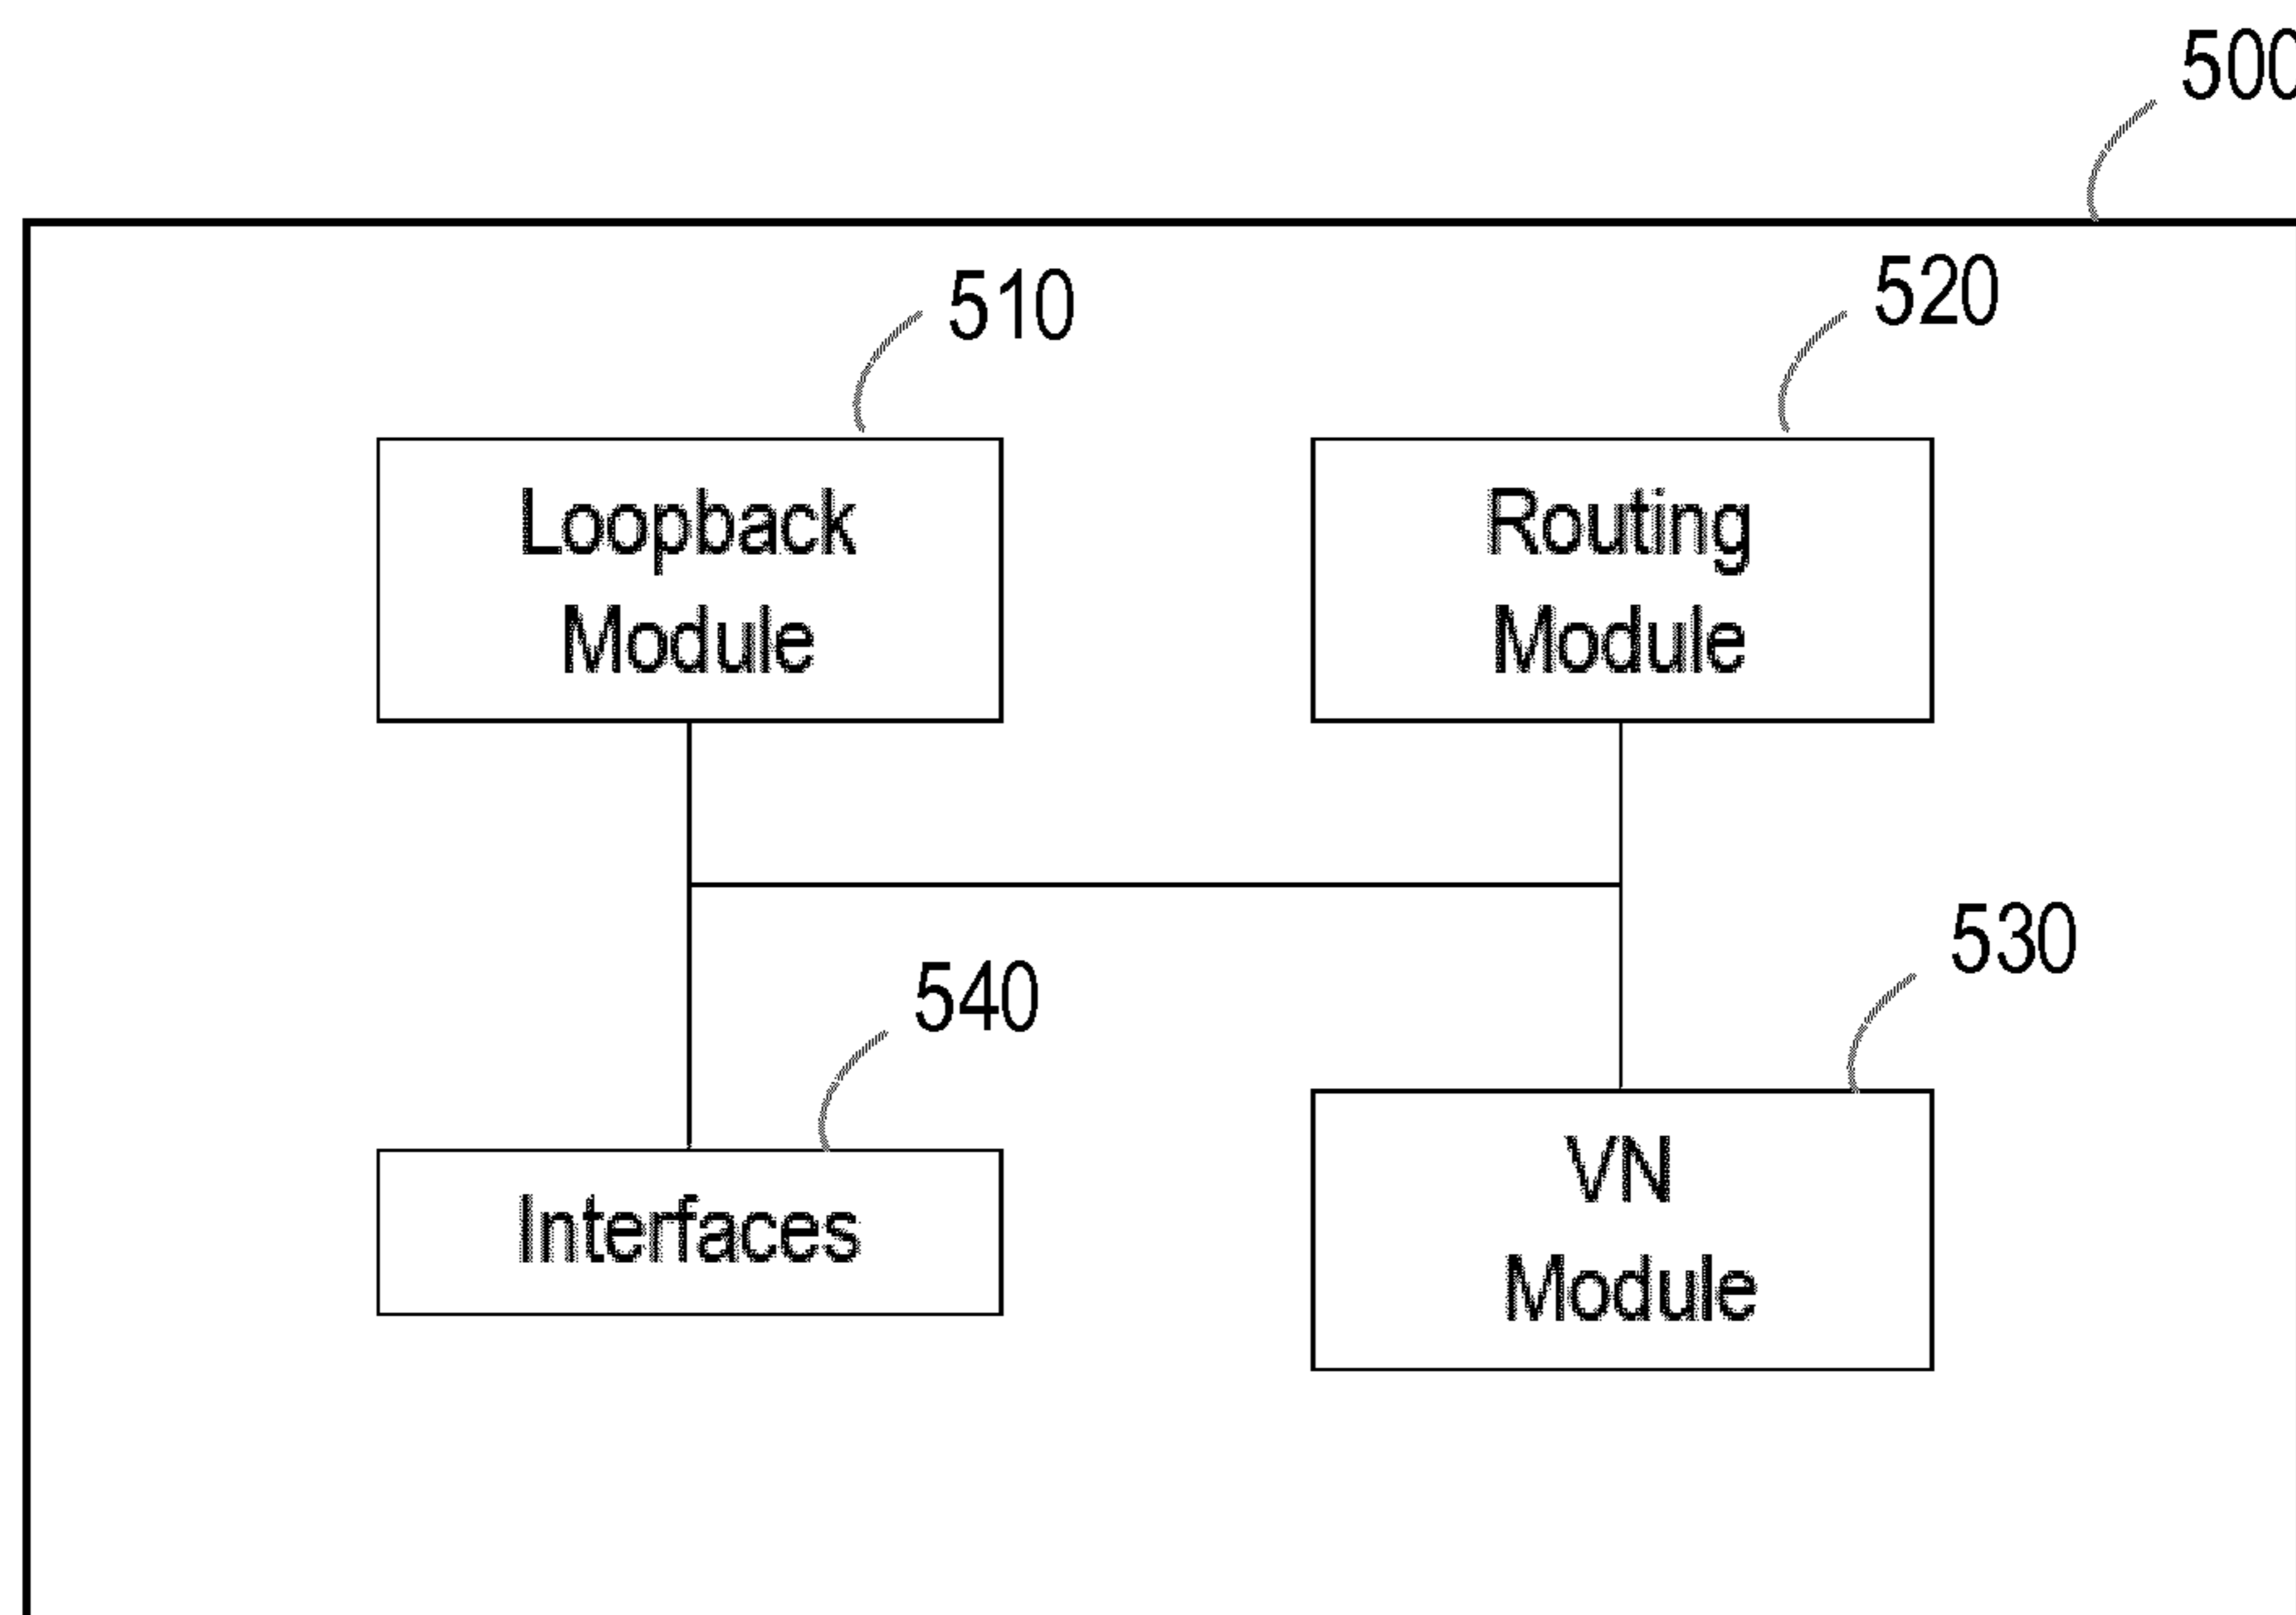 500
510
520
Loopback
Module
Routing
Module
540
530
Interfaces
VN
Module